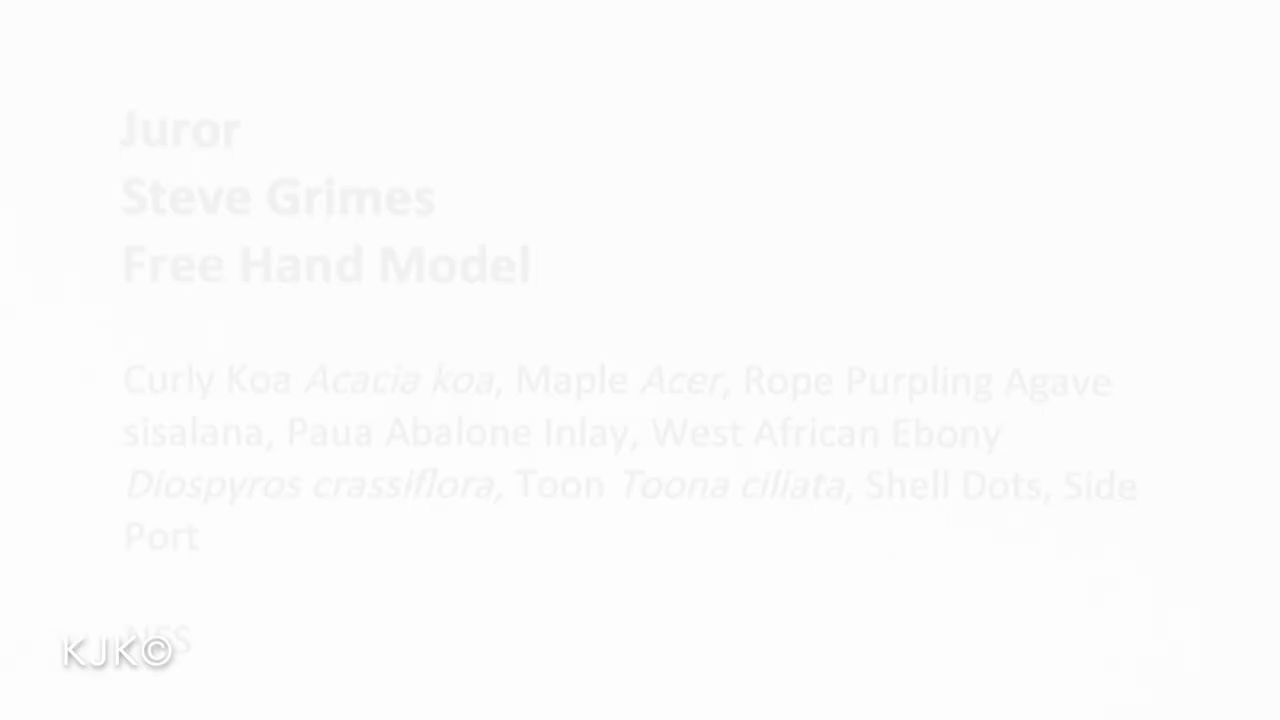 Juror
Steve Grimes
Free Hand Model
Curly Koa Acacia koa, Maple Acer, Rope Purpling Agave
sisalana, Paua Abalone Inlay, West African Ebony
Diospyros crassiflora, Toon Toona ciliata, Shell Dots, Side
Port
NFS
KJK©